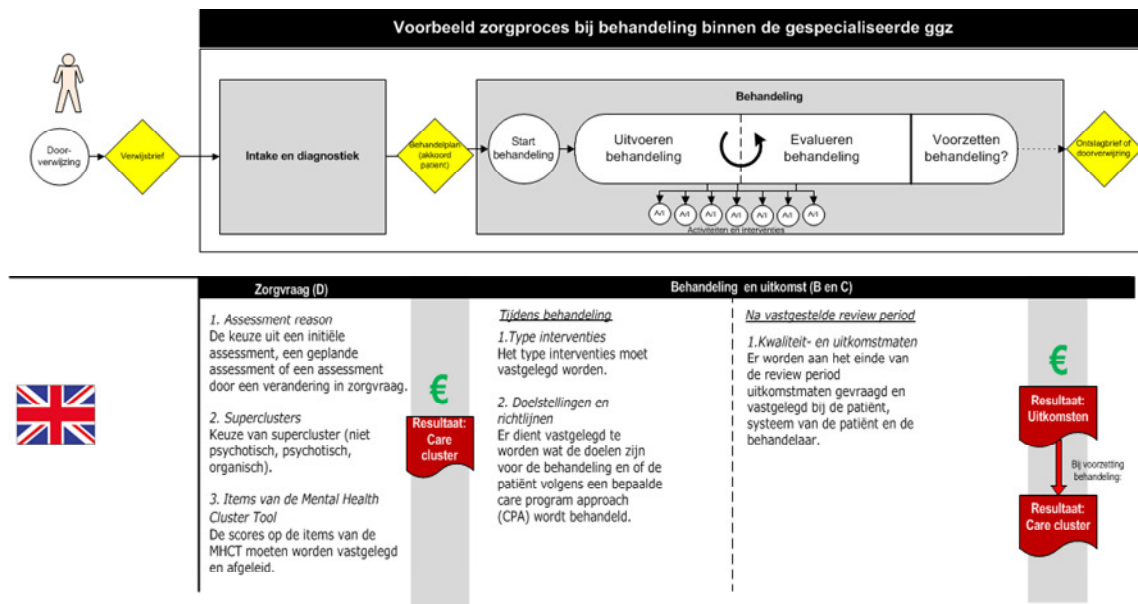 Voorbeeld zorgproces bij behandeling binnen de gespecialiseerde ggz
Door-
verwijzing
Verwijsbrief
Intake en diagnostiek
Behandelplan
(akkoord
patient)
Behandeling
Start
behandeling
Uitvoeren
behandeling
Evalueren
behandeling
Voorzetten
behandeling?
Ontslagbrief of
doorverwijzing
A/I
A/I
A/I
A/I
A/I
A/I
A/I
Activiteiten en interventies
Zorgvraag (D)
Behandeling en uitkomst (B en C)
1. Assessment reason
De keuze uit een initiële
assessment, een geplande
assessment of een assessment
door een verandering in zorgvraag.
2. Superclusters
Keuze van supercluster (niet
psychotisch, psychotisch,
organisch).
3. Items van de Mental Health
Cluster Tool
De scores op de items van de
MHCT moeten worden vastgelegd
en afgeleid.
€
Resultaat:
Care
cluster
Tijdens behandeling
1.Type interventies
Het type interventies moet
vastgelegd worden.
2. Doelstellingen en
richtlijnen
Er dient vastgelegd te
worden wat de doelen zijn
voor de behandeling en of de
patiënt volgens een bepaalde
care program approach
(CPA) wordt behandeld.
Na vastgestelde review period
1.Kwaliteit- en uitkomstmaten
Er worden aan het einde van
de review period
uitkomstmaten gevraagd en
vastgelegd bij de patiënt,
systeem van de patiënt en de
behandelaar.
€
Resultaat:
Uitkomsten
Bij voorzetting
behandeling:
Resultaat:
Care cluster